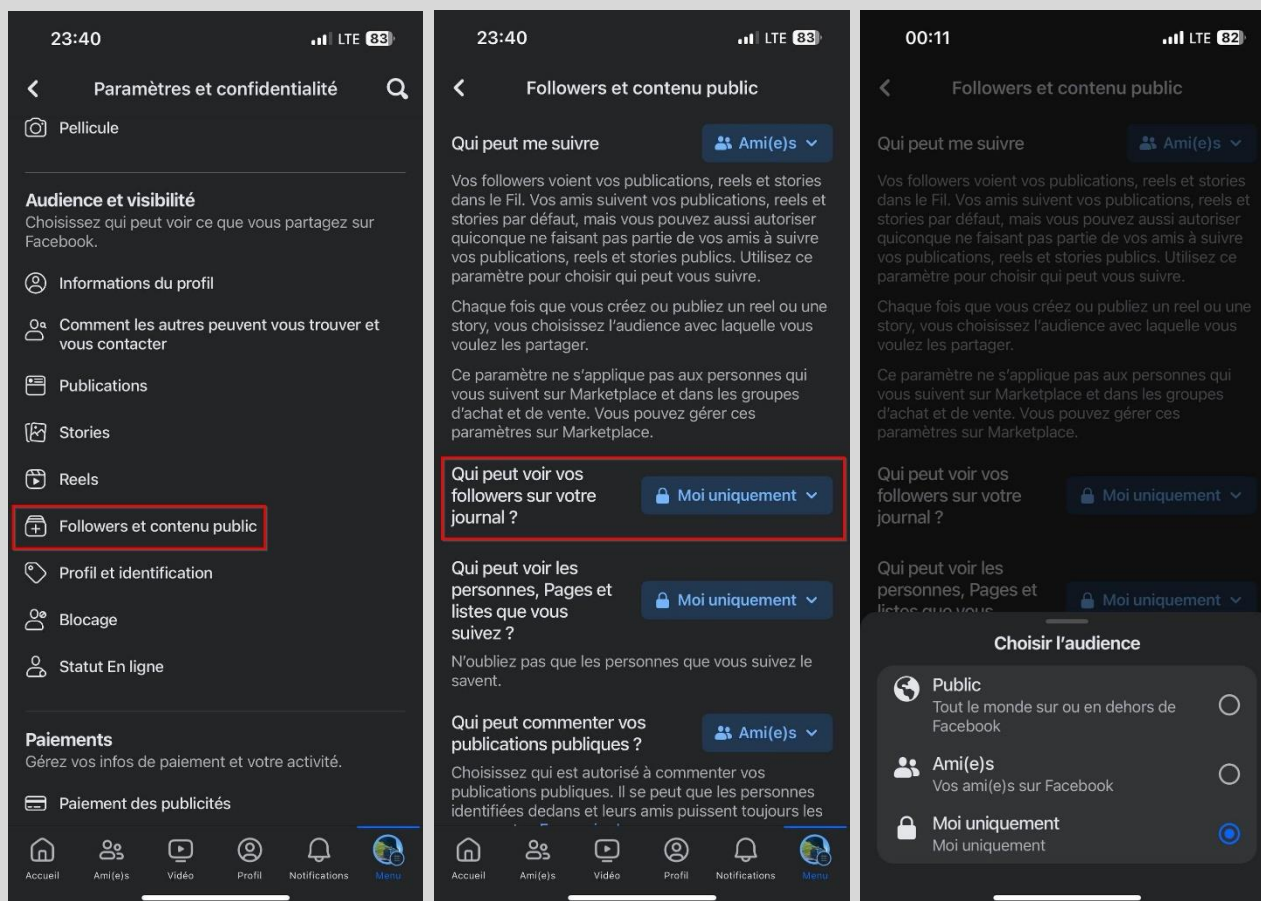 23:40
LTE 83
Paramètres et confidentialité
Pellicule
Audience et visibilité
Choisissez qui peut voir ce que vous partagez sur
Facebook.
Informations du profil
Comment les autres peuvent vous trouver et
vous contacter
Publications
Stories
Reels
Followers et contenu public
Profil et identification
Blocage
Statut En ligne
Paiements
Gérez vos infos de paiement et votre activité.
Paiement des publicités
Accueil
Ami(e)s
Vidéo
Profil
Notifications
Menu
23:40
LTE 83
Followers et contenu public
Qui peut me suivre
Ami(e)s
Vos followers voient vos publications, reels et stories
dans le Fil. Vos amis suivent vos publications, reels et
stories par défaut, mais vous pouvez aussi autoriser
quiconque ne faisant pas partie de vos amis à suivre
vos publications, reels et stories publics. Utilisez ce
paramètre pour choisir qui peut vous suivre.
Chaque fois que vous créez ou publiez un reel ou une
story, vous choisissez l'audience avec laquelle vous
voulez les partager.
Ce paramètre ne s'applique pas aux personnes qui
vous suivent sur Marketplace et dans les groupes
d'achat et de vente. Vous pouvez gérer ces
paramètres sur Marketplace.
Qui peut voir vos
followers sur votre
journal ?
Moi uniquement
Qui peut voir les
personnes, Pages et
listes que vous
suivez ?
Moi uniquement
N'oubliez pas que les personnes que vous suivez le
savent.
Qui peut commenter vos
publications publiques ?
Ami(e)s
Choisissez qui est autorisé à commenter vos
publications publiques. Il se peut que les personnes
identifiées dedans et leurs amis puissent toujours les
Accueil
Ami(e)s
Vidéo
Profil
Notifications
Menu
00:11
LTE 82
Followers et contenu public
Qui peut me suivre
Ami(e)s
Vos followers voient vos publications, reels et stories
dans le Fil. Vos amis suivent vos publications, reels et
stories par défaut, mais vous pouvez aussi autoriser
quiconque ne faisant pas partie de vos amis à suivre
vos publications, reels et stories publics. Utilisez ce
paramètre pour choisir qui peut vous suivre.
Chaque fois que vous créez ou publiez un reel ou une
story, vous choisissez l'audience avec laquelle vous
voulez les partager.
Ce paramètre ne s'applique pas aux personnes qui
vous suivent sur Marketplace et dans les groupes
d'achat et de vente. Vous pouvez gérer ces
paramètres sur Marketplace.
Qui peut voir vos
followers sur votre
journal ?
Moi uniquement
Qui peut voir les
personnes, Pages et
listes que vous
Moi uniquement
Choisir l'audience
Public
Tout le monde sur ou en dehors de
Facebook
Ami(e)s
Vos ami(e)s sur Facebook
Moi uniquement
Moi uniquement